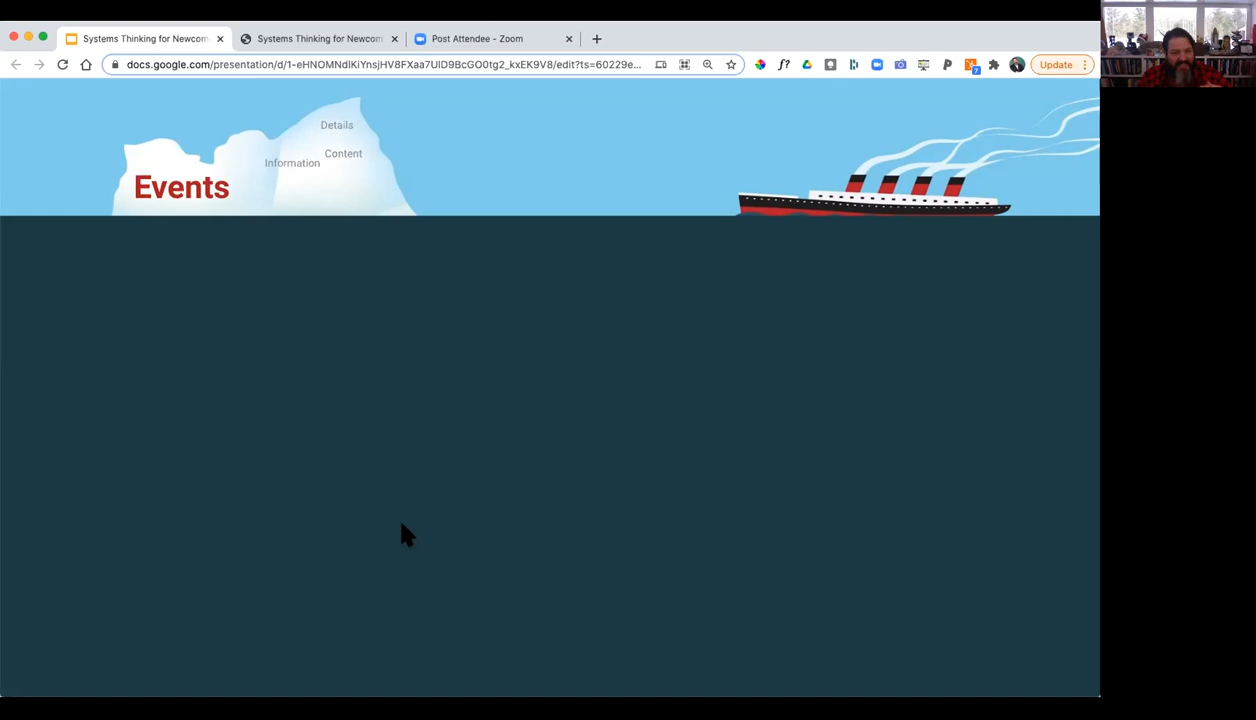 Systems Thinking for Newcom
Systems Thinking for Newcom
Post Attendee - Zoom
docs.google.com/presentation/d/1-eHNOMNdlKiYnsjHV8FXaa7UlD9BcGO0tg2_kxEK9V8/edit?ts=60229e...
f?
7
Update
Details
Content
Information
Events